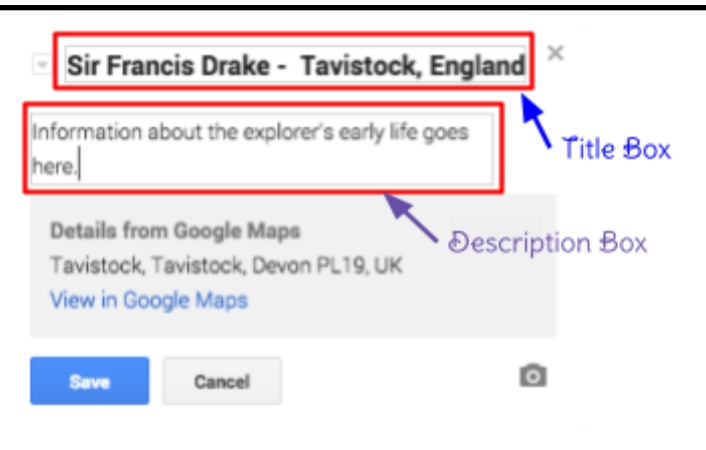 Sir Francis Drake - Tavistock, England
Title Box
Information about the explorer's early life goes
here.
Description Box
Details from Google Maps
Tavistock, Tavistock, Devon PL19, UK
View in Google Maps
Save
Cancel